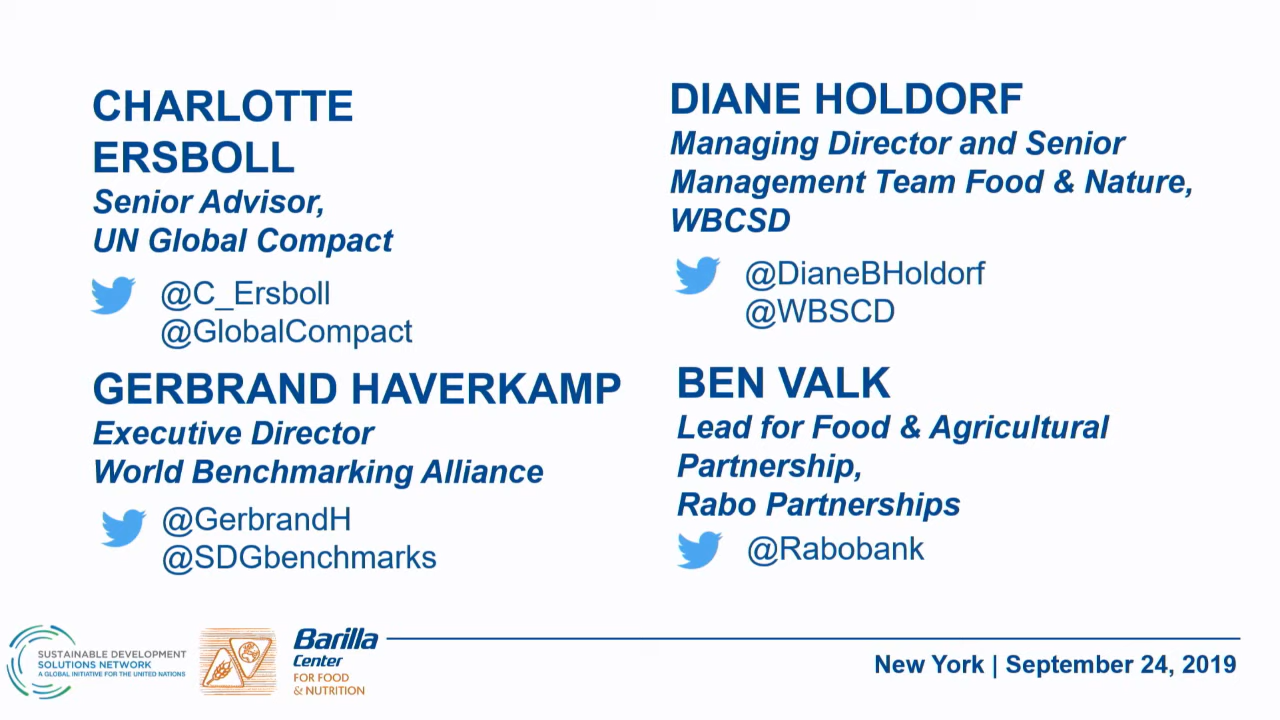 CHARLOTTE
ERSBOLL
Senior Advisor,
UN Global Compact
@C_Ersboll
@GlobalCompact
DIANE HOLDORF
Managing Director and Senior
Management Team Food & Nature,
WBCSD
@DianeBHoldorf
@WBSCD
GERBRAND HAVERKAMP
Executive Director
World Benchmarking Alliance
@GerbrandH
@SDGbenchmarks
BEN VALK
Lead for Food & Agricultural
Partnership,
Rabo Partnerships
@Rabobank
SUSTAINABLE DEVELOPMENT
SOLUTIONS NETWORK
A GLOBAL INITIATIVE FOR THE UNITED NATIONS
Barilla
Center
FOR FOOD
& NUTRITION
New York | September 24, 2019